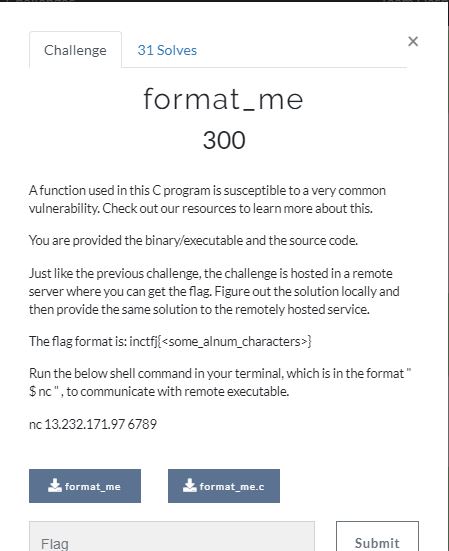 Challenge
31 Solves
×
format_me
300
A function used in this C program is susceptible to a very common
vulnerability. Check out our resources to learn more about this.
You are provided the binary/executable and the source code.
Just like the previous challenge, the challenge is hosted in a remote
server where you can get the flag. Figure out the solution locally and
then provide the same solution to the remotely hosted service.
The flag format is: inctfj{<some_alnum_characters>}
Run the below shell command in your terminal, which is in the format "
$ nc " , to communicate with remote executable.
nc 13.232.171.97 6789
format_me
format_me.c
Flag
Submit